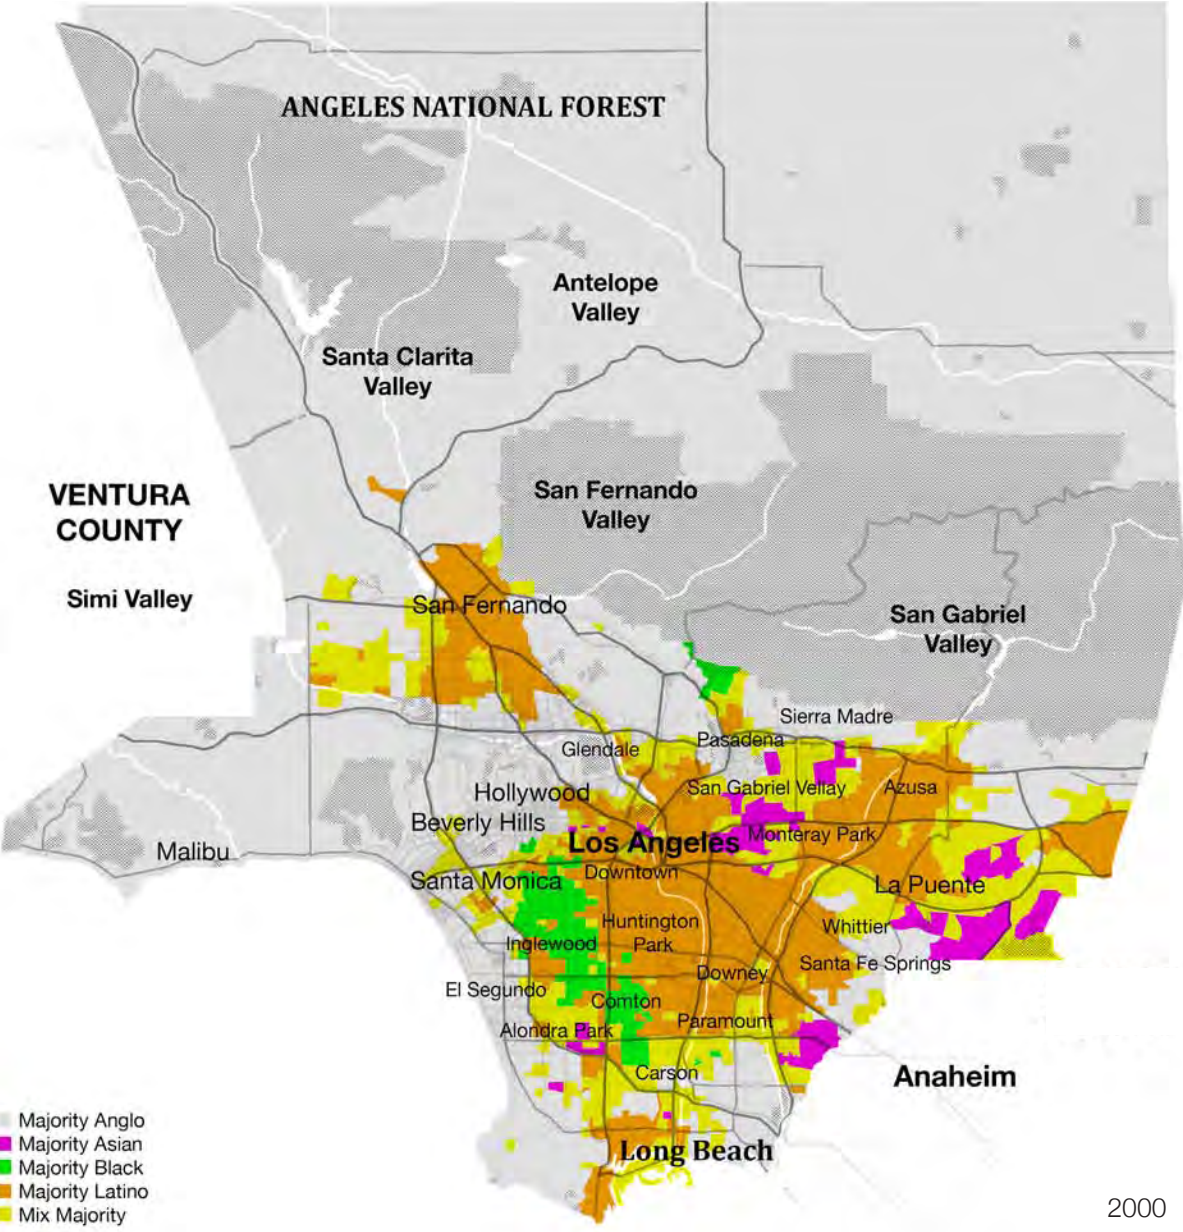 ANGELES NATIONAL FOREST
Antelope
Valley
Santa Clarita
Valley
VENTURA
COUNTY
San Fernando
Valley
Simi Valley
San Fernando
San Gabriel
Valley
Sierra Madre
Pasadena
Glendale
San Gabriel Vellay
Azusa
Hollywood
Beverly Hills
Monteray Park
Los Angeles
Malibu
Downtown
Santa Monica
La Puente
Huntington
Park
Whittier
Inglewood
Santa Fe Springs
Downey
El Segundo
Comton
Paramount
Alondra Park
Carson
Anaheim
Long Beach
Majority Anglo
Majority Asian
Majority Black
Majority Latino
Mix Majority
2000